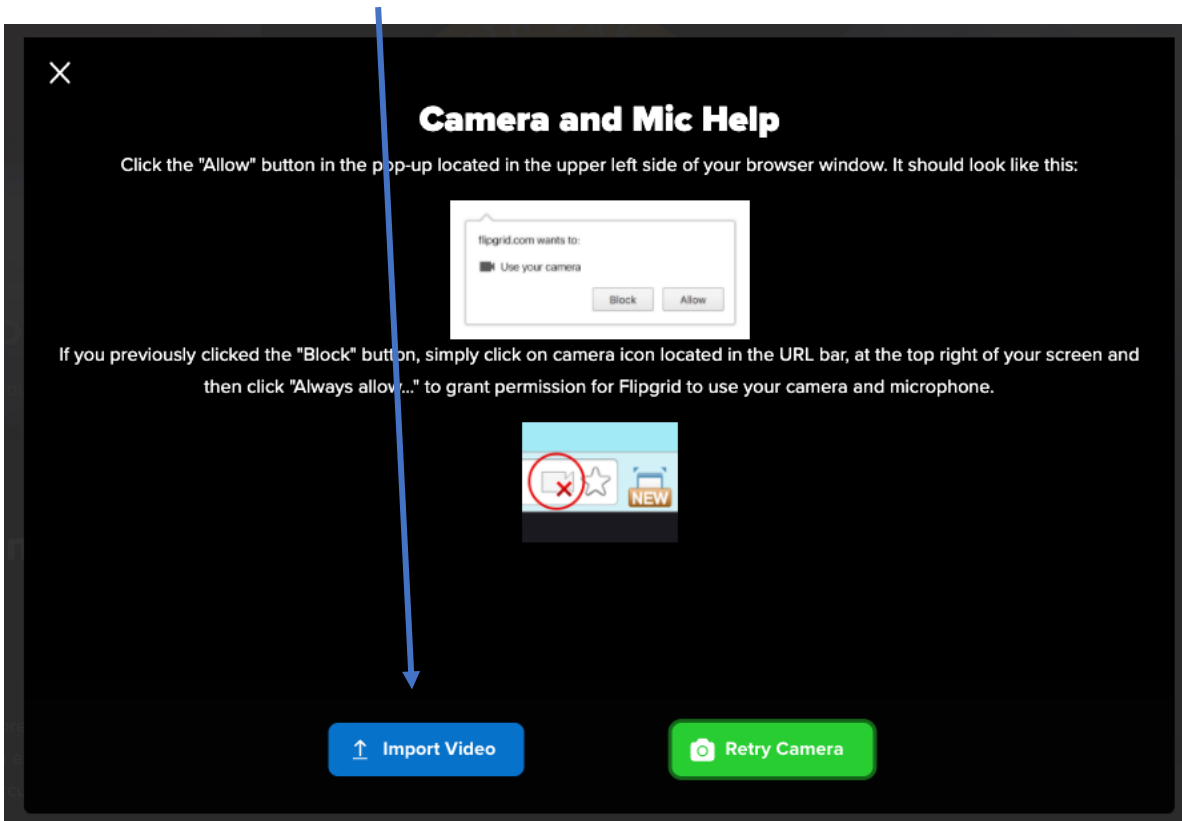 Camera and Mic Help
Click the "Allow" button in the pop-up located in the upper left side of your browser window. It should look like this:
flipgrid.com wants to:
Use your camera
Block Allow
If you previously clicked the "Block" button, simply click on camera icon located in the URL bar, at the top right of your screen and
then click "Always allow..." to grant permission for Flipgrid to use your camera and microphone.
NEW
Import Video Retry Camera